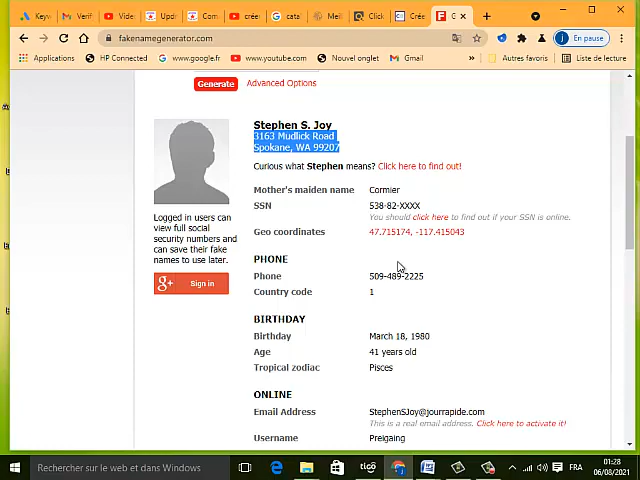 Keyw
Verif
Vide
Updr
Com
créer
cata
Meil
Click
Crée
G
fakenamegenerator.com
En pause
Applications
HP Connected
www.google.fr
www.youtube.com
Nouvel onglet
Gmail
»
Autres favoris
Liste de lecture
Generate
Advanced Options
Stephen S. Joy
3163 Mudlick Road
Spokane, WA 99207
Curious what Stephen means? Click here to find out!
Mother's maiden name Cormier
SSN 538-82-XXXX
You should click here to find out if your SSN is online.
Geo coordinates 47.715174, -117.415043
Logged in users can
view full social
security numbers and
can save their fake
names to use later.
g+ Sign in
PHONE
Phone 509-489-2225
Country code 1
BIRTHDAY
Birthday March 18, 1980
Age 41 years old
Tropical zodiac Pisces
ONLINE
Email Address StephenSJoy@jourrapide.com
This is a real email address. Click here to activate it!
Username Preigaing
Rechercher sur le web et dans Windows
tigo
FRA
01:28
06/08/2021